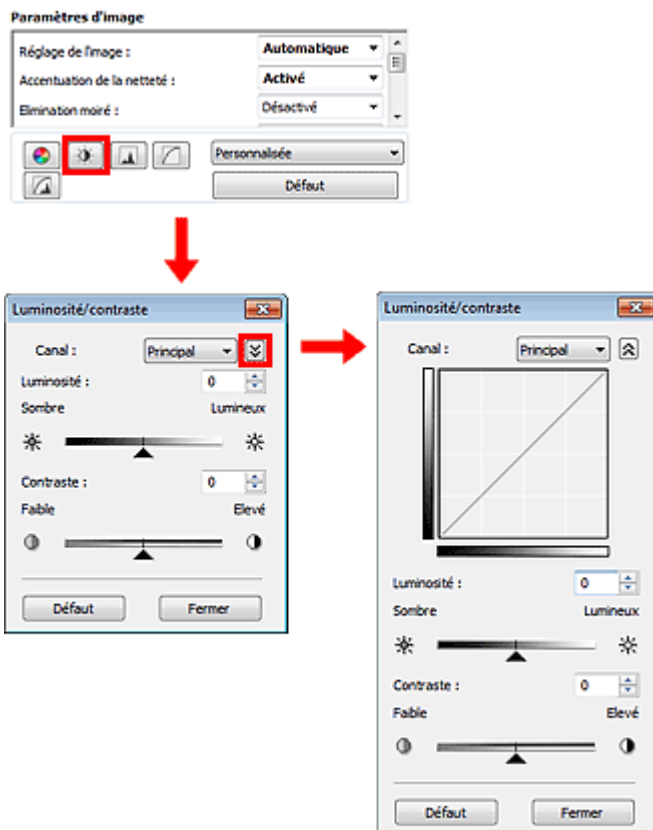 Paramètres d'image
Réglage de l'image : Automatique
Accentuation de la netteté : Activé
Elimination moiré : Désactivé
Personnalisée
Défaut
Luminosité/contraste
Canal : Principal
Luminosité : 0
Sombre Lumineux
Contraste : 0
Faible Elevé
Défaut Fermer
Luminosité/contraste
Canal : Principal
Luminosité : 0
Sombre Lumineux
Contraste : 0
Faible Elevé
Défaut Fermer